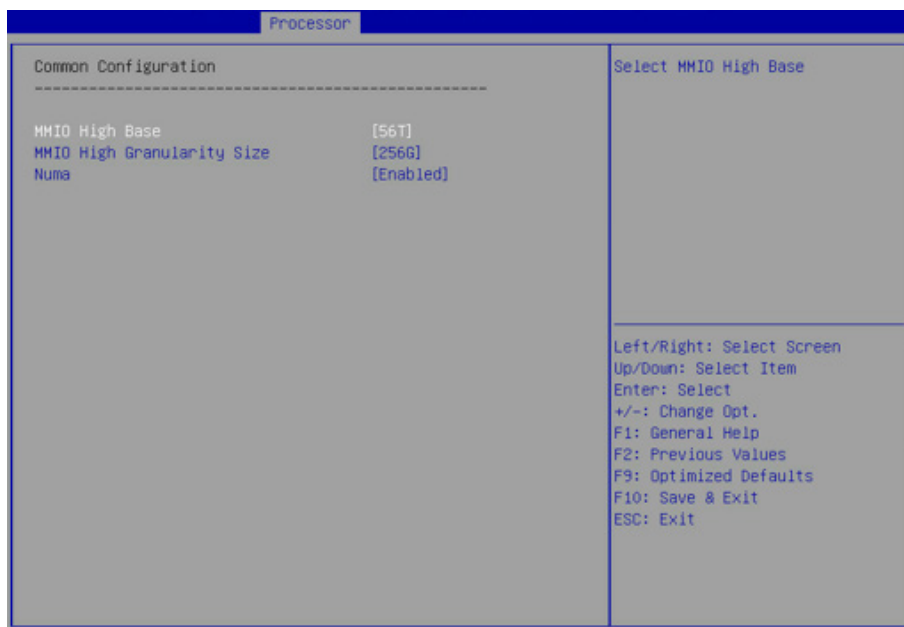 Processor
Common Configuration
--------------------------------------------------
MMIO High Base [56T]
MMIO High Granularity Size [256G]
Numa [Enabled]
Select MMIO High Base
Left/Right: Select Screen
Up/Down: Select Item
Enter: Select
+/-: Change Opt.
F1: General Help
F2: Previous Values
F9: Optimized Defaults
F10: Save & Exit
ESC: Exit